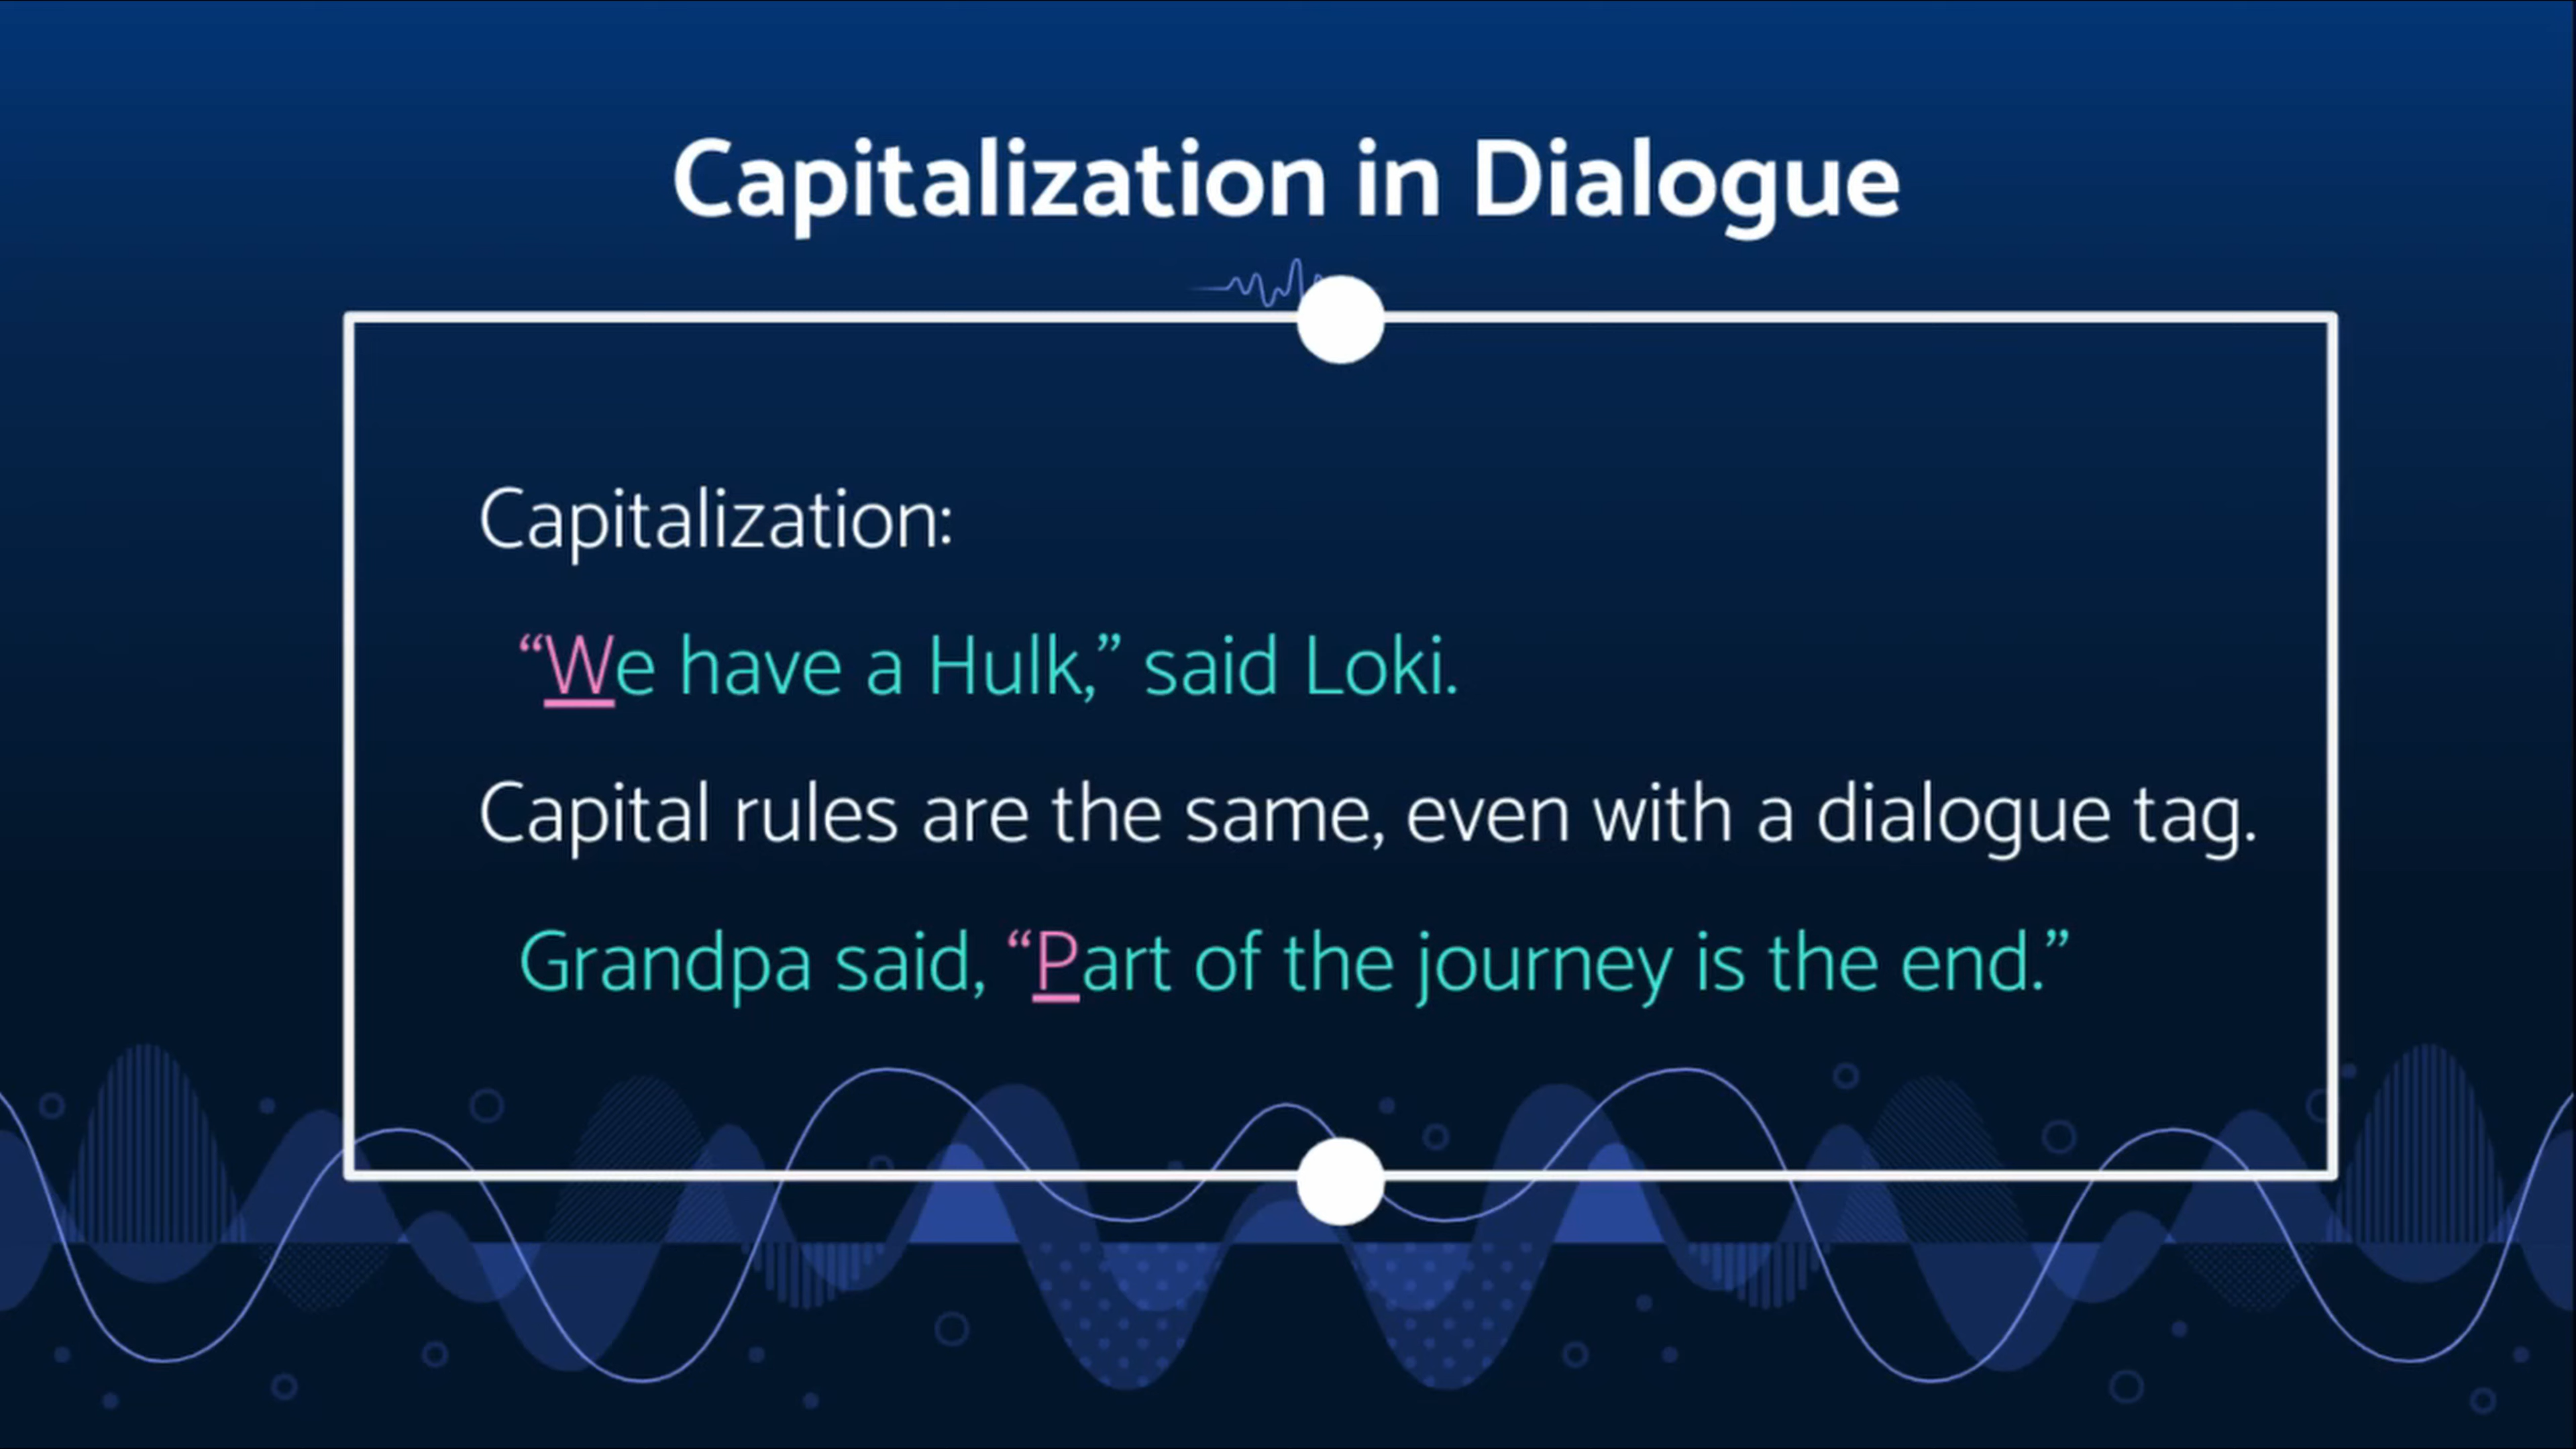 Capitalization in Dialogue
Capitalization:
“We have a Hulk,” said Loki.
Capital rules are the same, even with a dialogue tag.
Grandpa said, “Part of the journey is the end.”